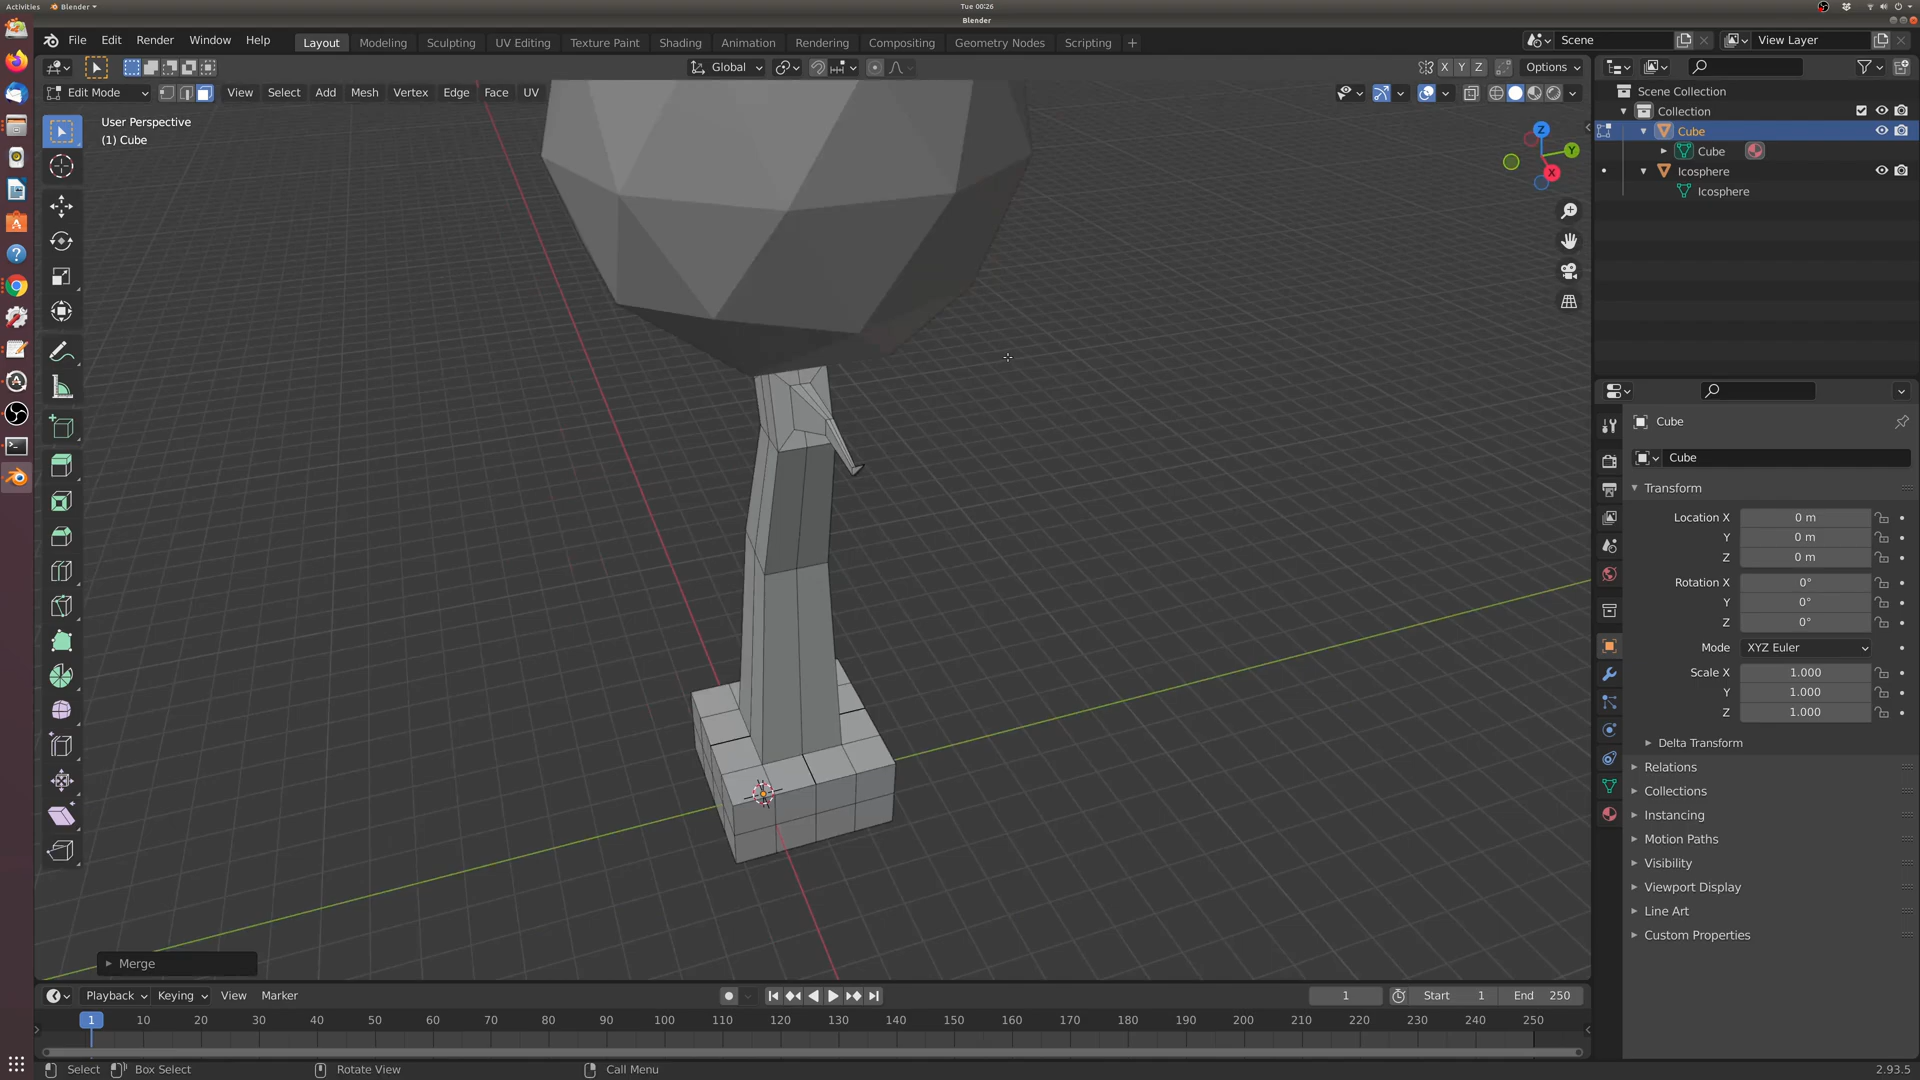 Activities Blender Tue 00:26
Blender
File Edit Render Window Help Layout Modeling Sculpting UV Editing Texture Paint Shading Animation Rendering Compositing Geometry Nodes Scripting + Scene View Layer
Global X Y Z Options
Edit Mode View Select Add Mesh Vertex Edge Face UV
User Perspective
(1) Cube
Z
Y
X
Scene Collection
Collection
Cube
Cube
Icosphere
Icosphere
Cube
Cube
Transform
Location X 0 m
Y 0 m
Z 0 m
Rotation X 0°
Y 0°
Z 0°
Mode XYZ Euler
Scale X 1.000
Y 1.000
Z 1.000
Delta Transform
Relations
Collections
Instancing
Motion Paths
Visibility
Viewport Display
Line Art
Custom Properties
Merge
Playback Keying View Marker 1 Start 1 End 250
1 10 20 30 40 50 60 70 80 90 100 110 120 130 140 150 160 170 180 190 200 210 220 230 240 250
Select Box Select Rotate View Call Menu 2.93.5